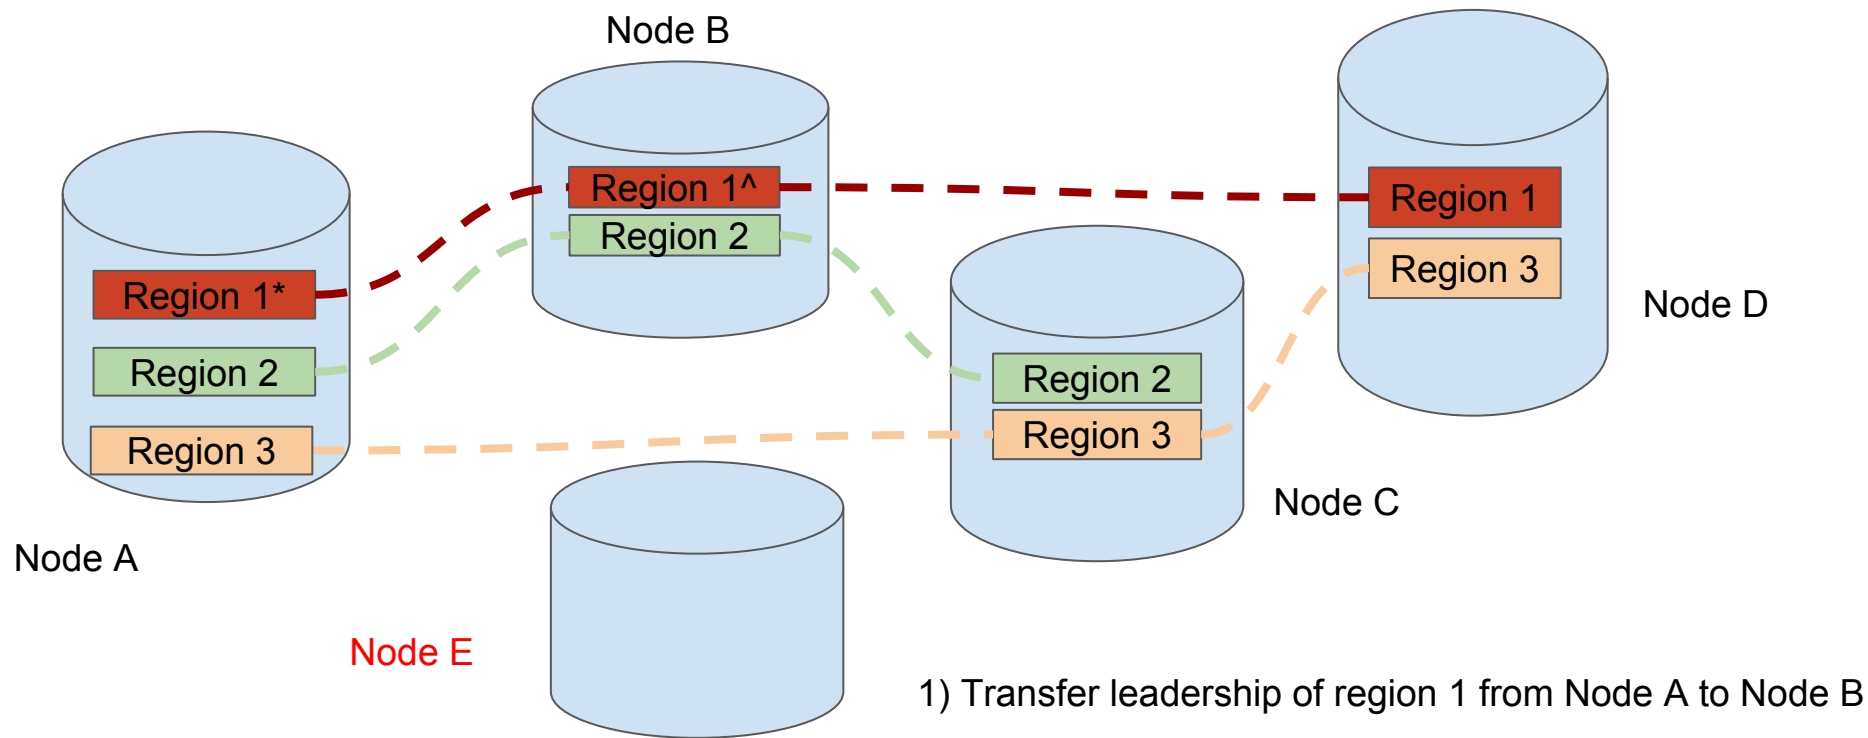 Node B
Region 1^
Region 2
Region 1
Region 3
Node D
Region 1*
Region 2
Region 3
Node A
Region 2
Region 3
Node C
Node E
1) Transfer leadership of region 1 from Node A to Node B